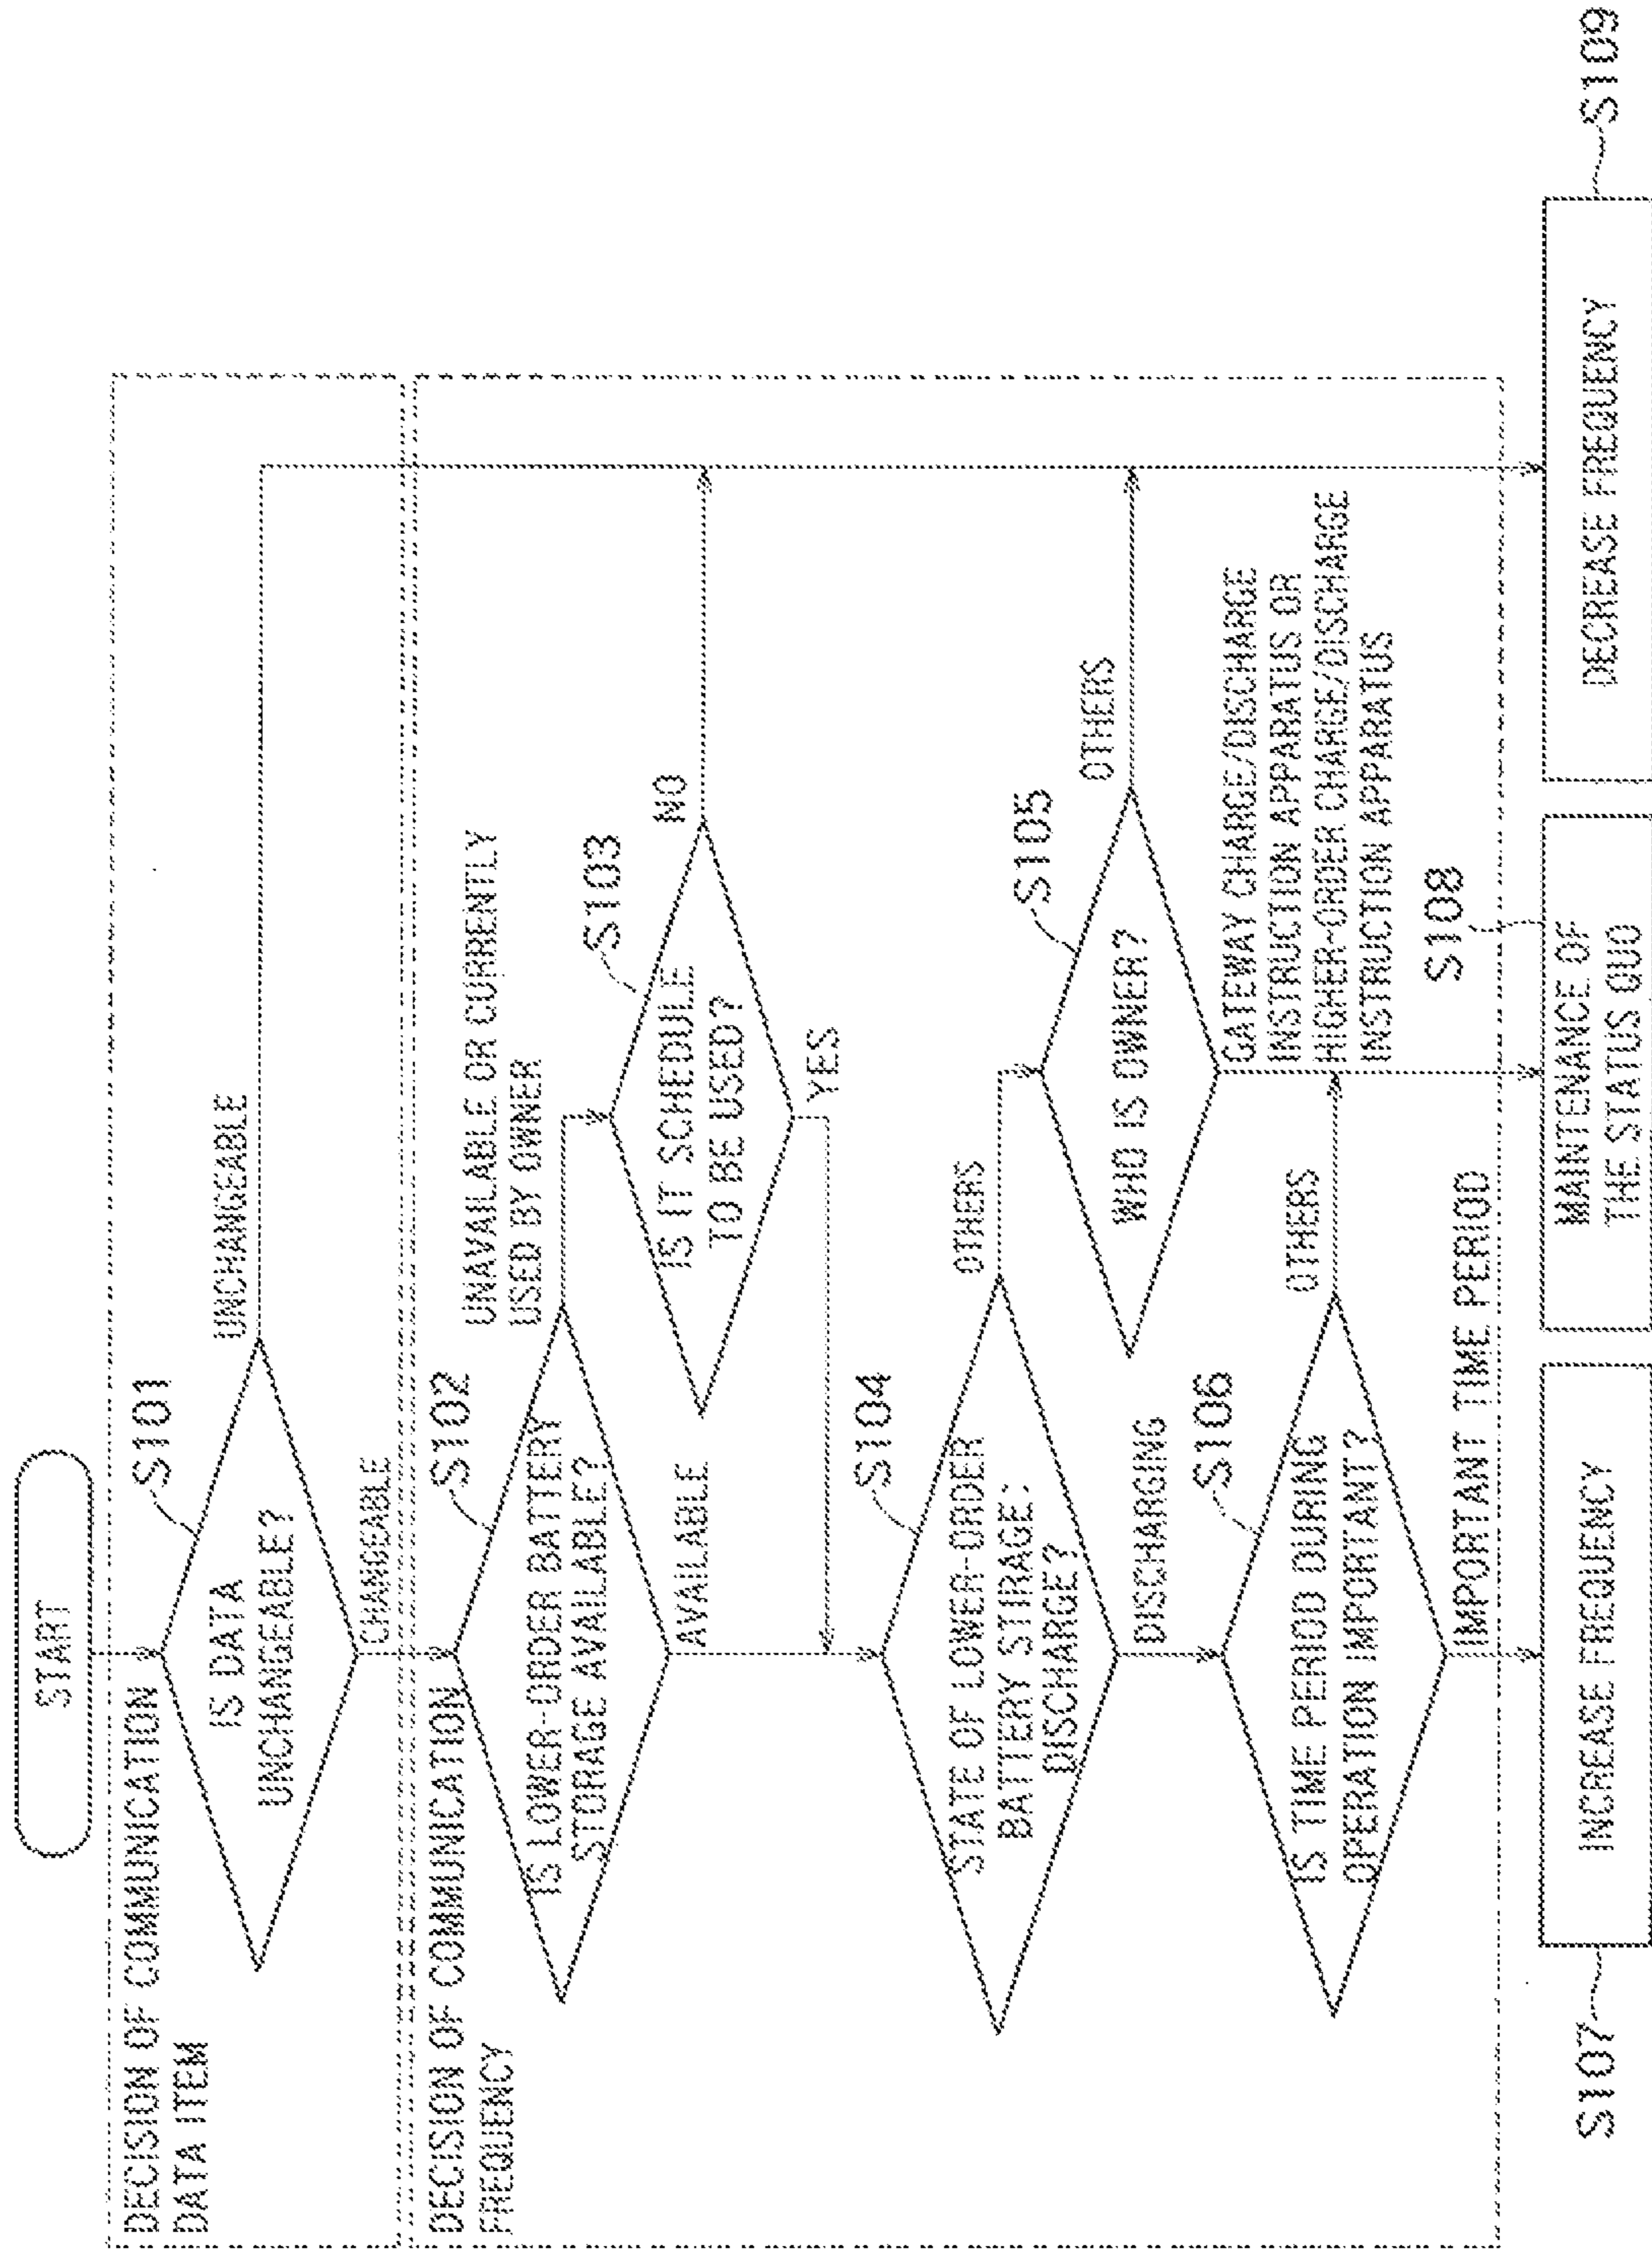 START
DECISION OF COMMUNICATION
DATA ITEM
S101
IS DATA
UNCHANGEABLE?
UNCHANGEABLE
CHANGEABLE
DECISION OF COMMUNICATION
FREQUENCY
S102
IS LOWER-ORDER BATTERY
STORAGE AVAILABLE?
UNAVAILABLE OR CURRENTLY
USED BY OWNER
AVAILABLE
S103
IS IT SCHEDULE
TO BE USED?
NO
YES
S104
STATE OF LOWER-ORDER
BATTERY STIRAGE:
DISCHARGE?
OTHERS
DISCHARGING
S105
WHO IS OWNER?
OTHERS
GATEWAY CHARGE/DISCHARGE
INSTRUCTION APPARATUS OR
HIGHER-ORDER CHARGE/DISCHARGE
INSTRUCTION APPARATUS
S106
IS TIME PERIOD DURING
OPERATION IMPORTANT?
OTHERS
IMPORTANT TIME PERIOD
S107
INCREASE FREQUENCY
S108
MAINTENANCE OF
THE STATUS QUO
DECREASE FREQUENCY
S109